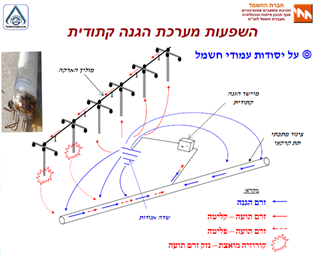 חברת החשמל
השפעות מערכת הגנה קתודית
על יסודות עמודי חשמל
מוליך הארקה
מיישר הגנה
קתודית
צינור מתכתי
תת קרקעי
שדה אנודות
מקרא:
זרם הגנה
זרם תועה – קליטה
זרם תועה – פליטה
קורוזיה מואצת – נזק זרם תועה